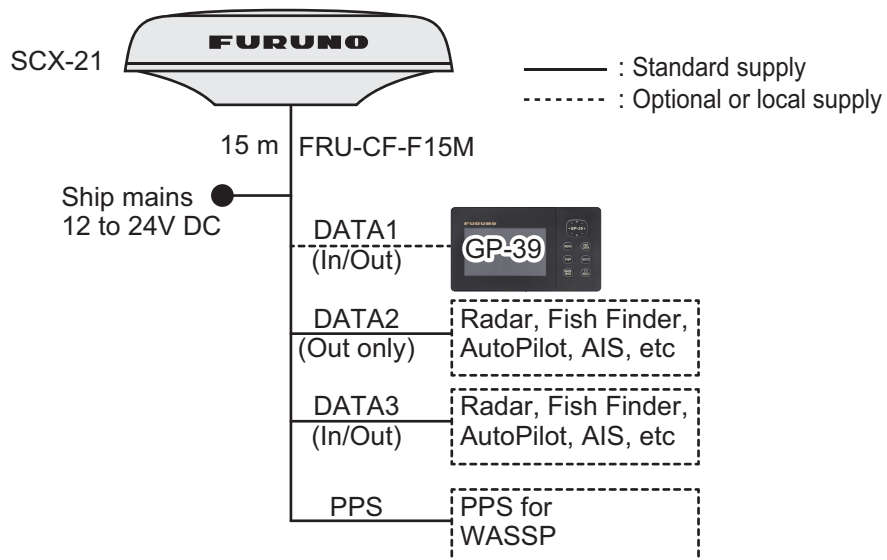 FURUNO
SCX-21
: Standard supply
: Optional or local supply
15 m FRU-CF-F15M
Ship mains
12 to 24V DC
DATA1
(In/Out)
FURUNO
GP-39
DATA2
(Out only)
Radar, Fish Finder,
AutoPilot, AIS, etc
DATA3
(In/Out)
Radar, Fish Finder,
AutoPilot, AIS, etc
PPS
PPS for
WASSP